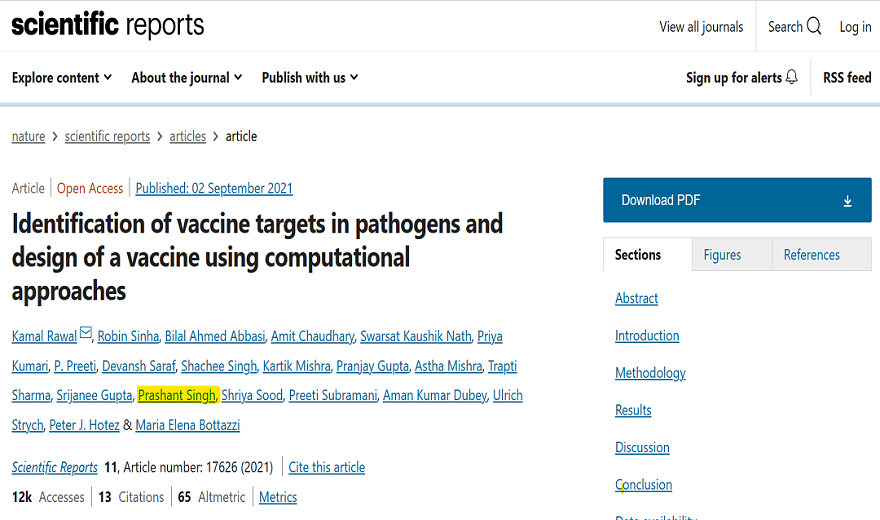 scientific reports
View all journals
Search
Log in
Explore content
About the journal
Publish with us
Sign up for alerts
RSS feed
nature > scientific reports > articles > article
Article | Open Access | Published: 02 September 2021
Identification of vaccine targets in pathogens and
design of a vaccine using computational
approaches
Kamal Rawal, Robin Sinha, Bilal Ahmed Abbasi, Amit Chaudhary, Swarsat Kaushik Nath, Priya
Kumari, P. Preeti, Devansh Saraf, Shachee Singh, Kartik Mishra, Pranjay Gupta, Astha Mishra, Trapti
Sharma, Srijanee Gupta, Prashant Singh, Shriya Sood, Preeti Subramani, Aman Kumar Dubey, Ulrich
Strych, Peter J. Hotez & Maria Elena Bottazzi
Scientific Reports 11, Article number: 17626 (2021) | Cite this article
12k Accesses | 13 Citations | 65 Altmetric | Metrics
Download PDF
Sections
Figures
References
Abstract
Introduction
Methodology
Results
Discussion
Conclusion
Data availability